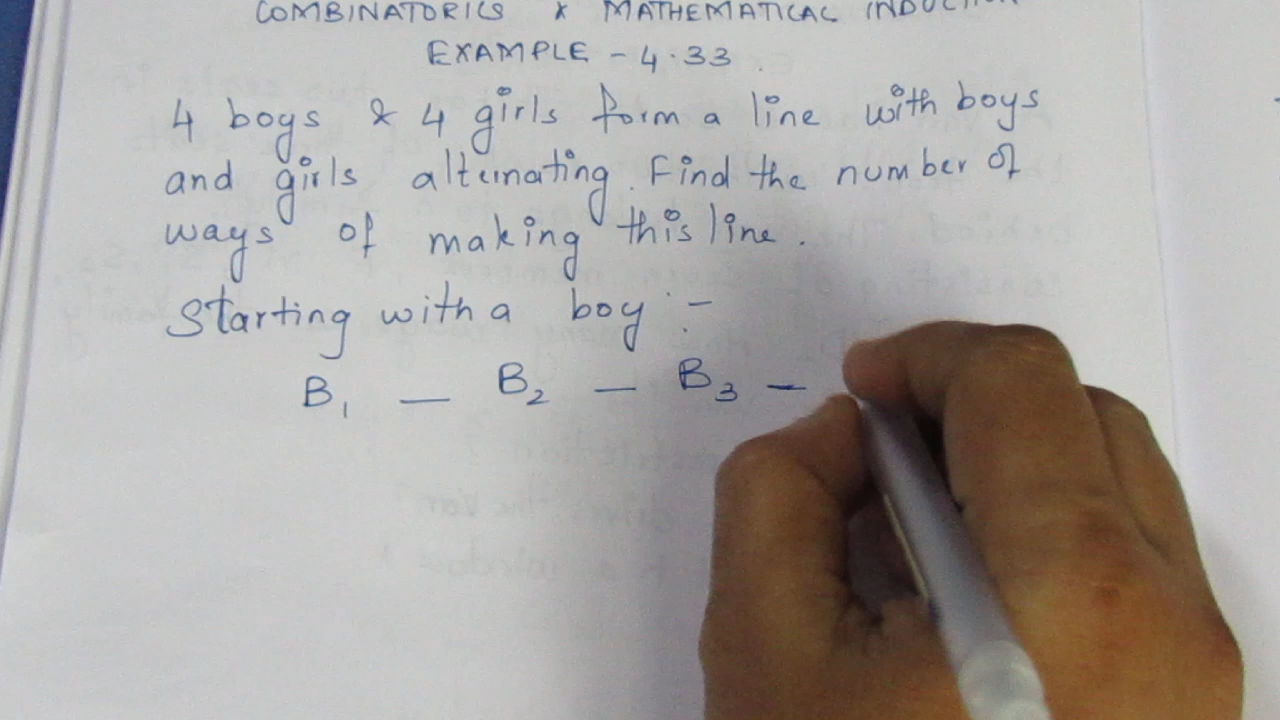 COMBINATORICS & MATHEMATICAL INDUCTION
EXAMPLE - 4.33
4 boys & 4 girls form a line with boys
and girls alternating. Find the number of
ways of making this line.
Starting with a boy :-
B1 _ B2 _ B3 _